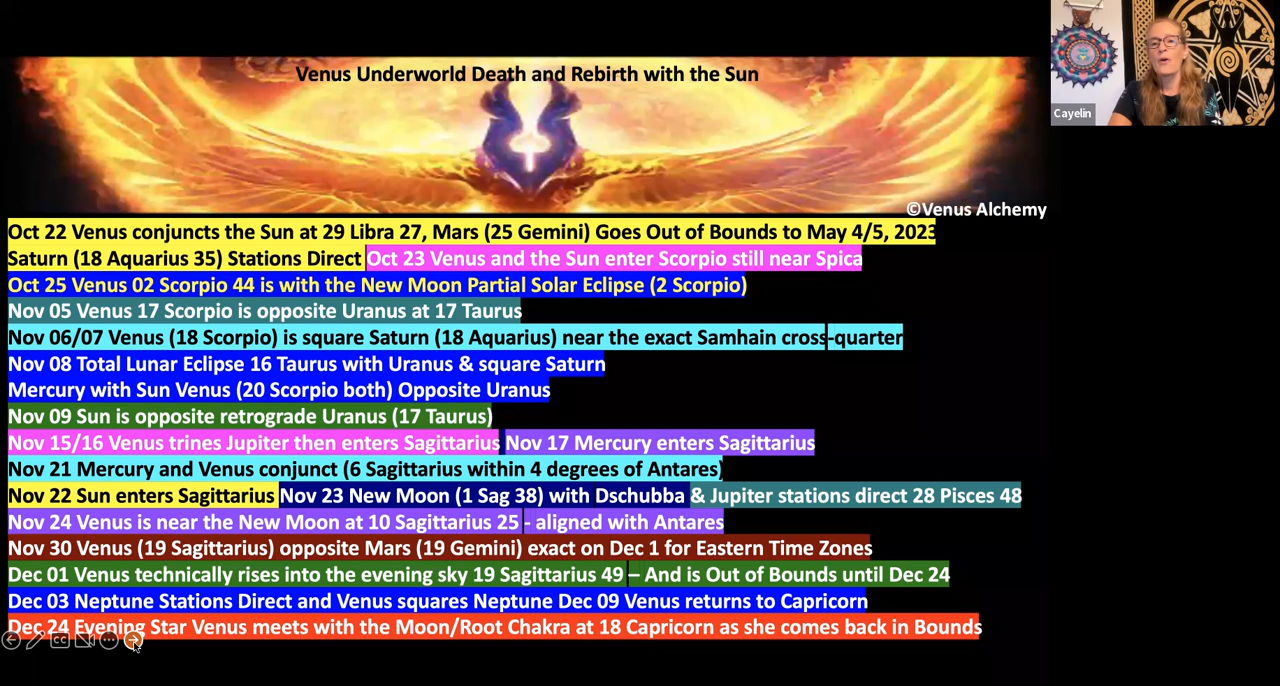 Venus Underworld Death and Rebirth with the Sun
Cayelin
©Venus Alchemy
Oct 22 Venus conjuncts the Sun at 29 Libra 27, Mars (25 Gemini) Goes Out of Bounds to May 4/5, 2023
Saturn (18 Aquarius 35) Stations Direct Oct 23 Venus and the Sun enter Scorpio still near Spica
Oct 25 Venus 02 Scorpio 44 is with the New Moon Partial Solar Eclipse (2 Scorpio)
Nov 05 Venus 17 Scorpio is opposite Uranus at 17 Taurus
Nov 06/07 Venus (18 Scorpio) is square Saturn (18 Aquarius) near the exact Samhain cross-quarter
Nov 08 Total Lunar Eclipse 16 Taurus with Uranus & square Saturn
Mercury with Sun Venus (20 Scorpio both) Opposite Uranus
Nov 09 Sun is opposite retrograde Uranus (17 Taurus)
Nov 15/16 Venus trines Jupiter then enters Sagittarius Nov 17 Mercury enters Sagittarius
Nov 21 Mercury and Venus conjunct (6 Sagittarius within 4 degrees of Antares)
Nov 22 Sun enters Sagittarius Nov 23 New Moon (1 Sag 38) with Dschubba & Jupiter stations direct 28 Pisces 48
Nov 24 Venus is near the New Moon at 10 Sagittarius 25 - aligned with Antares
Nov 30 Venus (19 Sagittarius) opposite Mars (19 Gemini) exact on Dec 1 for Eastern Time Zones
Dec 01 Venus technically rises into the evening sky 19 Sagittarius 49 – And is Out of Bounds until Dec 24
Dec 03 Neptune Stations Direct and Venus squares Neptune Dec 09 Venus returns to Capricorn
Dec 24 Evening Star Venus meets with the Moon/Root Chakra at 18 Capricorn as she comes back in Bounds
CC